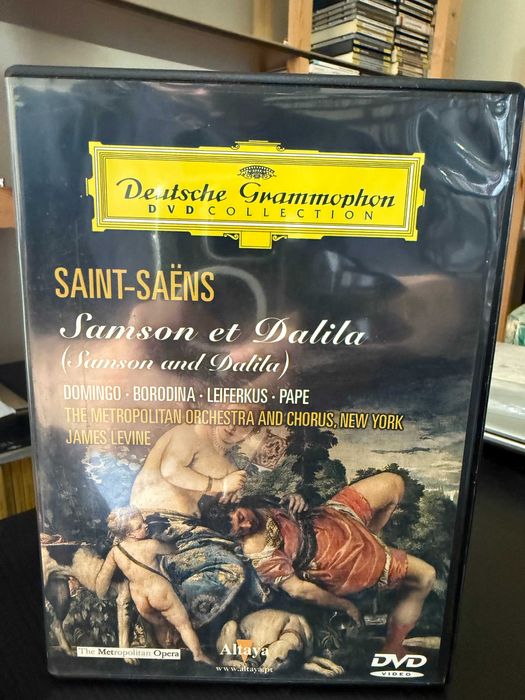 Deutsche Grammophon
DVD COLLECTION
SAINT-SAËNS
Samson et Dalila
(Samson and Dalila)
DOMINGO · BORODINA · LEIFERKUS · PAPE
THE METROPOLITAN ORCHESTRA AND CHORUS, NEW YORK
JAMES LEVINE
The Metropolitan Opera
Altaya
www.altaya.pt
DVD
VIDEO